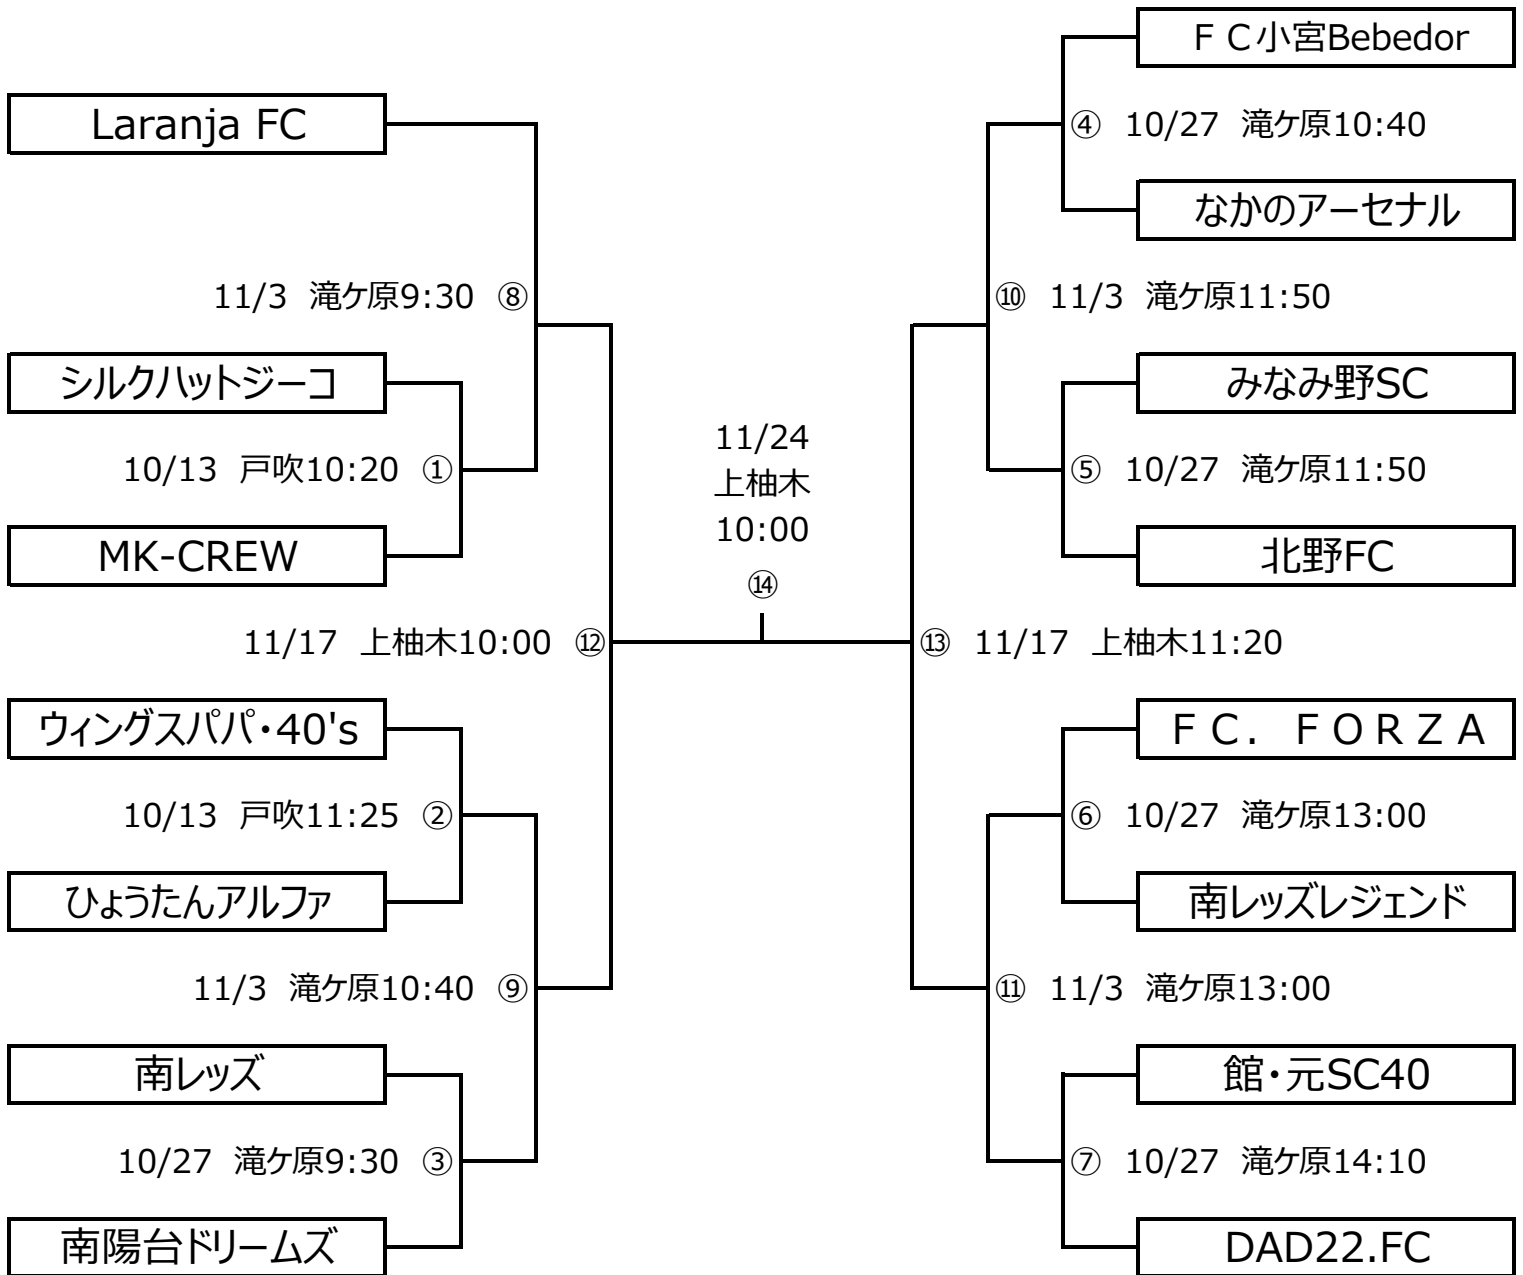 Laranja FC
11/3 滝ケ原9:30 ⑧
シルクハットジーコ
10/13 戸吹10:20 ①
MK-CREW
11/17 上柚木10:00 ⑫
ウィングスパパ・40's
10/13 戸吹11:25 ②
ひょうたんアルファ
11/3 滝ケ原10:40 ⑨
南レッズ
10/27 滝ケ原9:30 ③
南陽台ドリームズ
11/24
上柚木
10:00
⑭
ＦＣ小宮Bebedor
④ 10/27 滝ケ原10:40
なかのアーセナル
⑩ 11/3 滝ケ原11:50
みなみ野SC
⑤ 10/27 滝ケ原11:50
北野FC
⑬ 11/17 上柚木11:20
ＦＣ．ＦＯＲＺＡ
⑥ 10/27 滝ケ原13:00
南レッズレジェンド
⑪ 11/3 滝ケ原13:00
館・元SC40
⑦ 10/27 滝ケ原14:10
DAD22.FC